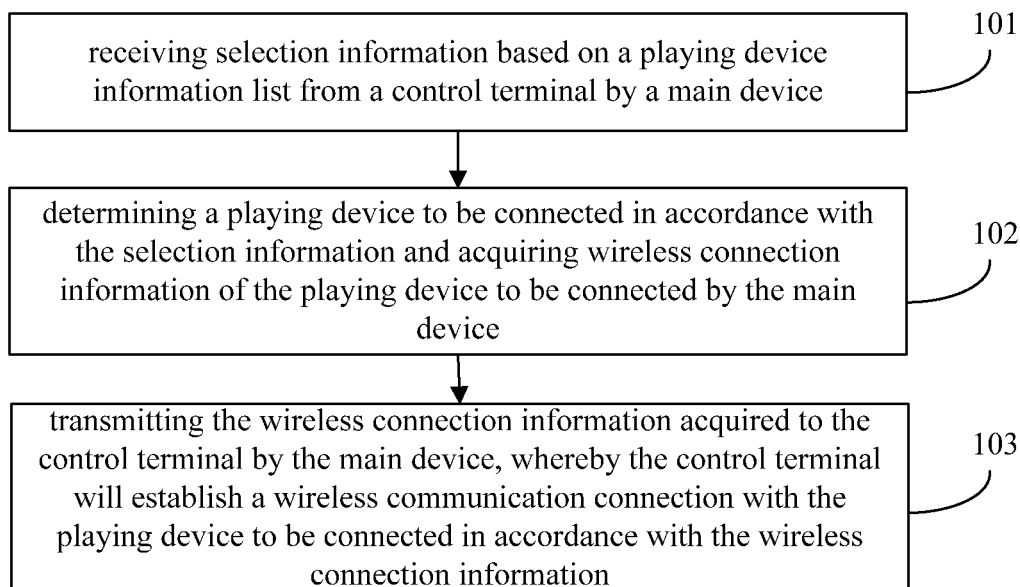 receiving selection information based on a playing device
information list from a control terminal by a main device
101
determining a playing device to be connected in accordance with
the selection information and acquiring wireless connection
information of the playing device to be connected by the main
device
102
transmitting the wireless connection information acquired to the
control terminal by the main device, whereby the control terminal
will establish a wireless communication connection with the
playing device to be connected in accordance with the wireless
connection information
103